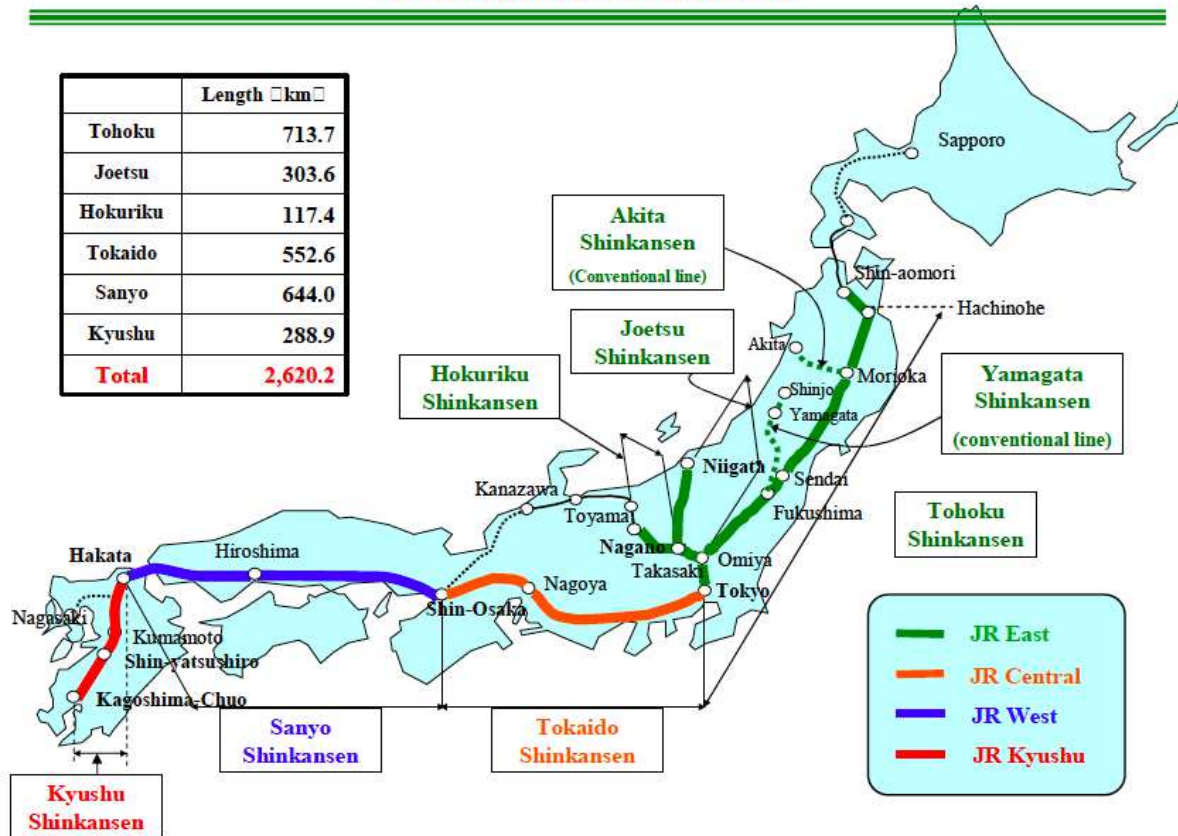 Length □km□
Tohoku 713.7
Joetsu 303.6
Hokuriku 117.4
Tokaido 552.6
Sanyo 644.0
Kyushu 288.9
Total 2,620.2
Sapporo
Akita
Shinkansen
(Conventional line)
Shin-aomori
Hachinohe
Joetsu
Shinkansen
Akita
Morioka
Hokuriku
Shinkansen
Shinjo
Yamagata
Yamagata
Shinkansen
(conventional line)
Niigata
Sendai
Kanazawa
Toyama
Fukushima
Tohoku
Shinkansen
Nagano
Takasaki
Omiya
Hakata
Hiroshima
Nagoya
Tokyo
Shin-Osaka
Nagasaki
Kumamoto
Shin-yatsushiro
Kagoshima-Chuo
JR East
JR Central
JR West
JR Kyushu
Sanyo
Shinkansen
Tokaido
Shinkansen
Kyushu
Shinkansen